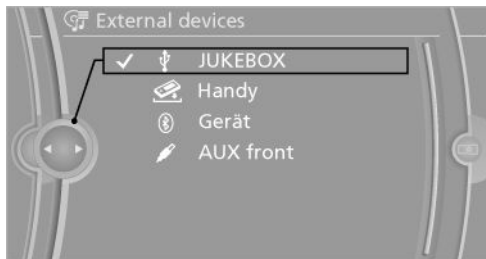 External devices
JUKEBOX
Handy
Gerät
AUX front